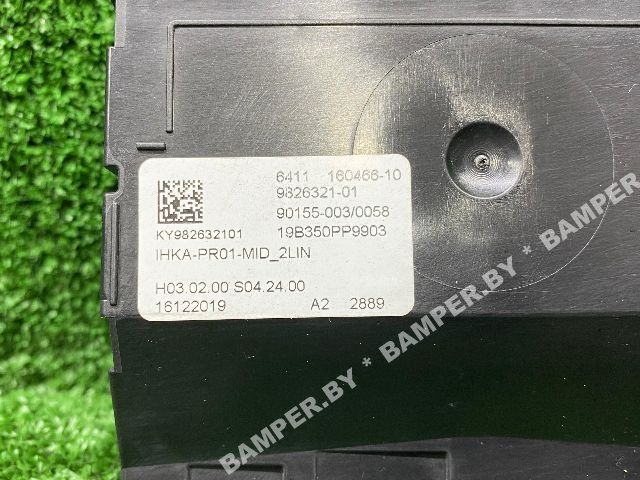 6411 160466-10
9826321-01
90155-003/0058
KY982632101 19B350PP9903
IHKA-PR01-MID_2LIN
H03.02.00 S04.24.00
16122019 A2 2889
BAMPER.BY * BAMPER.BY * BAMPER.BY